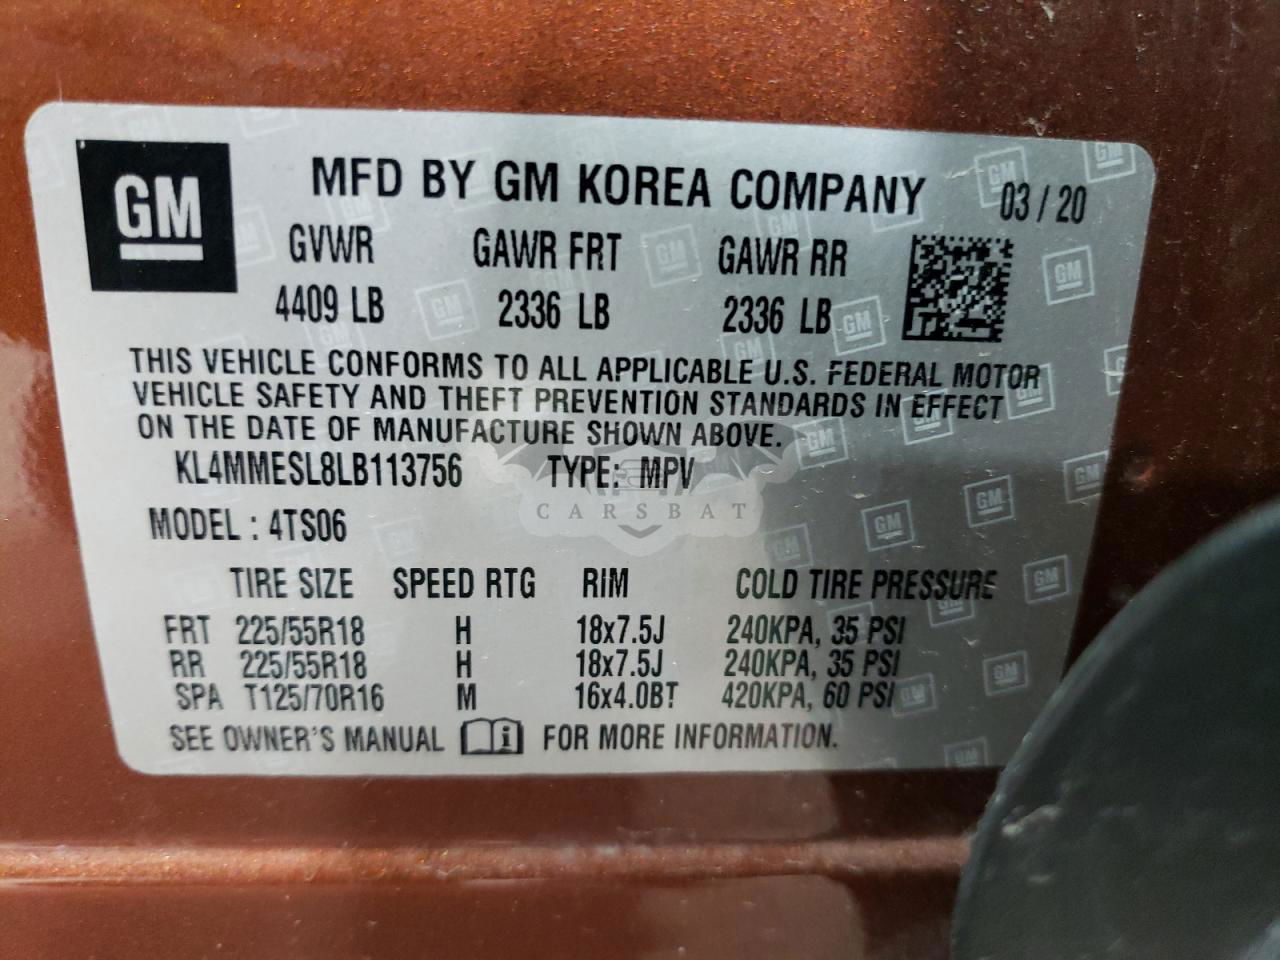 GM
MFD BY GM KOREA COMPANY 03 / 20
GVWR GAWR FRT GAWR RR
4409 LB 2336 LB 2336 LB
THIS VEHICLE CONFORMS TO ALL APPLICABLE U.S. FEDERAL MOTOR
VEHICLE SAFETY AND THEFT PREVENTION STANDARDS IN EFFECT
ON THE DATE OF MANUFACTURE SHOWN ABOVE.
KL4MMESL8LB113756 TYPE: MPV
CARSBAT
MODEL : 4TS06
TIRE SIZE SPEED RTG RIM COLD TIRE PRESSURE
FRT 225/55R18 H 18x7.5J 240KPA, 35 PSI
RR 225/55R18 H 18x7.5J 240KPA, 35 PSI
SPA T125/70R16 M 16x4.0BT 420KPA, 60 PSI
SEE OWNER'S MANUAL i FOR MORE INFORMATION.